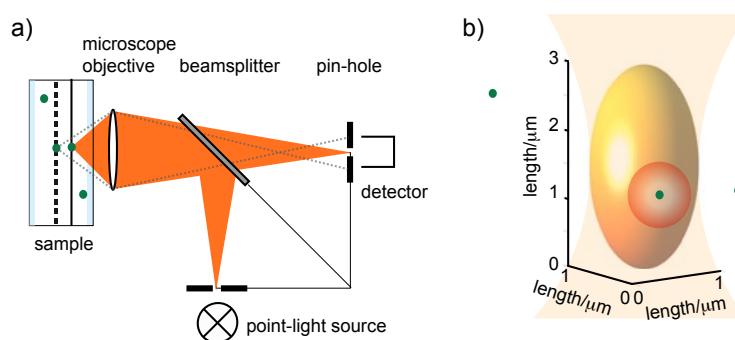 a)
microscope
objective
beamsplitter
pin-hole
detector
sample
point-light source
b)
3
2
1
0
length/μm
1
length/μm
0
0
1
length/μm